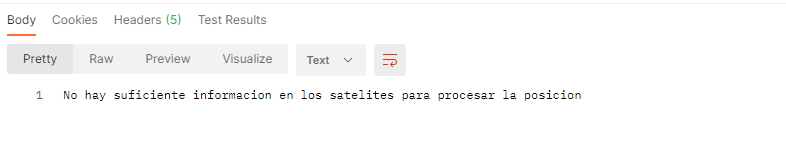 Body Cookies Headers (5) Test Results
Pretty Raw Preview Visualize Text
1 No hay suficiente informacion en los satelites para procesar la posicion